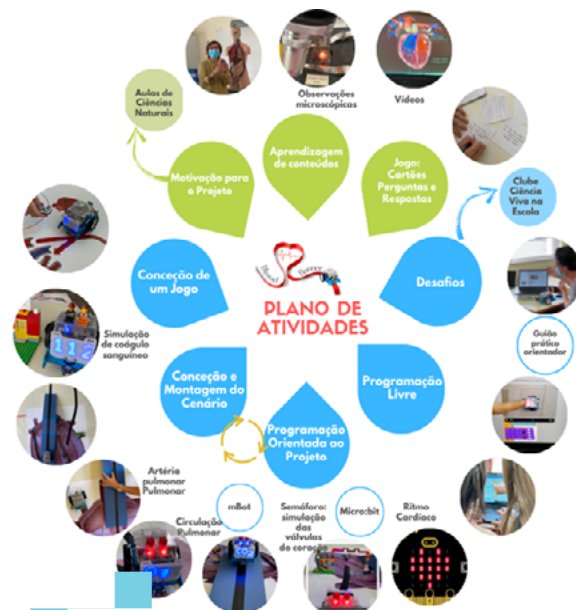 Aulas de
Ciências
Naturais
Observações
microscópicas
Vídeos
Motivação para
o Projeto
Aprendizagem
de conteúdos
Jogo:
Cartões
Perguntas e
Respostas
Clube
Ciência
Viva na
Escola
Conceção de
um Jogo
PLANO DE
ATIVIDADES
Desafios
Guião
prático
orientador
Simulação
de coágulo
sanguíneo
112
Conceção e
Montagem do
Cenário
Programação
Orientada ao
Projeto
Programação
Livre
Artéria
pulmonar
Pulmonar
Circulação
Pulmonar
mBot
Semáforo:
simulação
das
válvulas
do coração
Micro:bit
Ritmo
Cardíaco
CO2